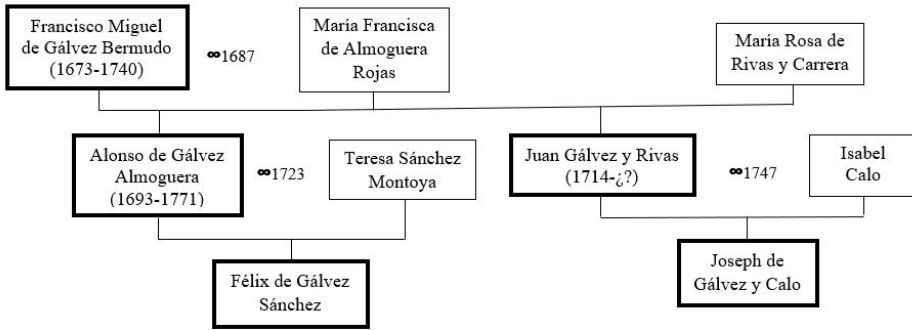 Francisco Miguel
de Gálvez Bermudo
(1673-1740)
∞1687
María Francisca
de Almoguera
Rojas
María Rosa de
Rivas y Carrera
Alonso de Gálvez
Almoguera
(1693-1771)
∞1723
Teresa Sánchez
Montoya
Juan Gálvez y Rivas
(1714-¿?)
∞1747
Isabel
Calo
Félix de Gálvez
Sánchez
Joseph de
Gálvez y Calo